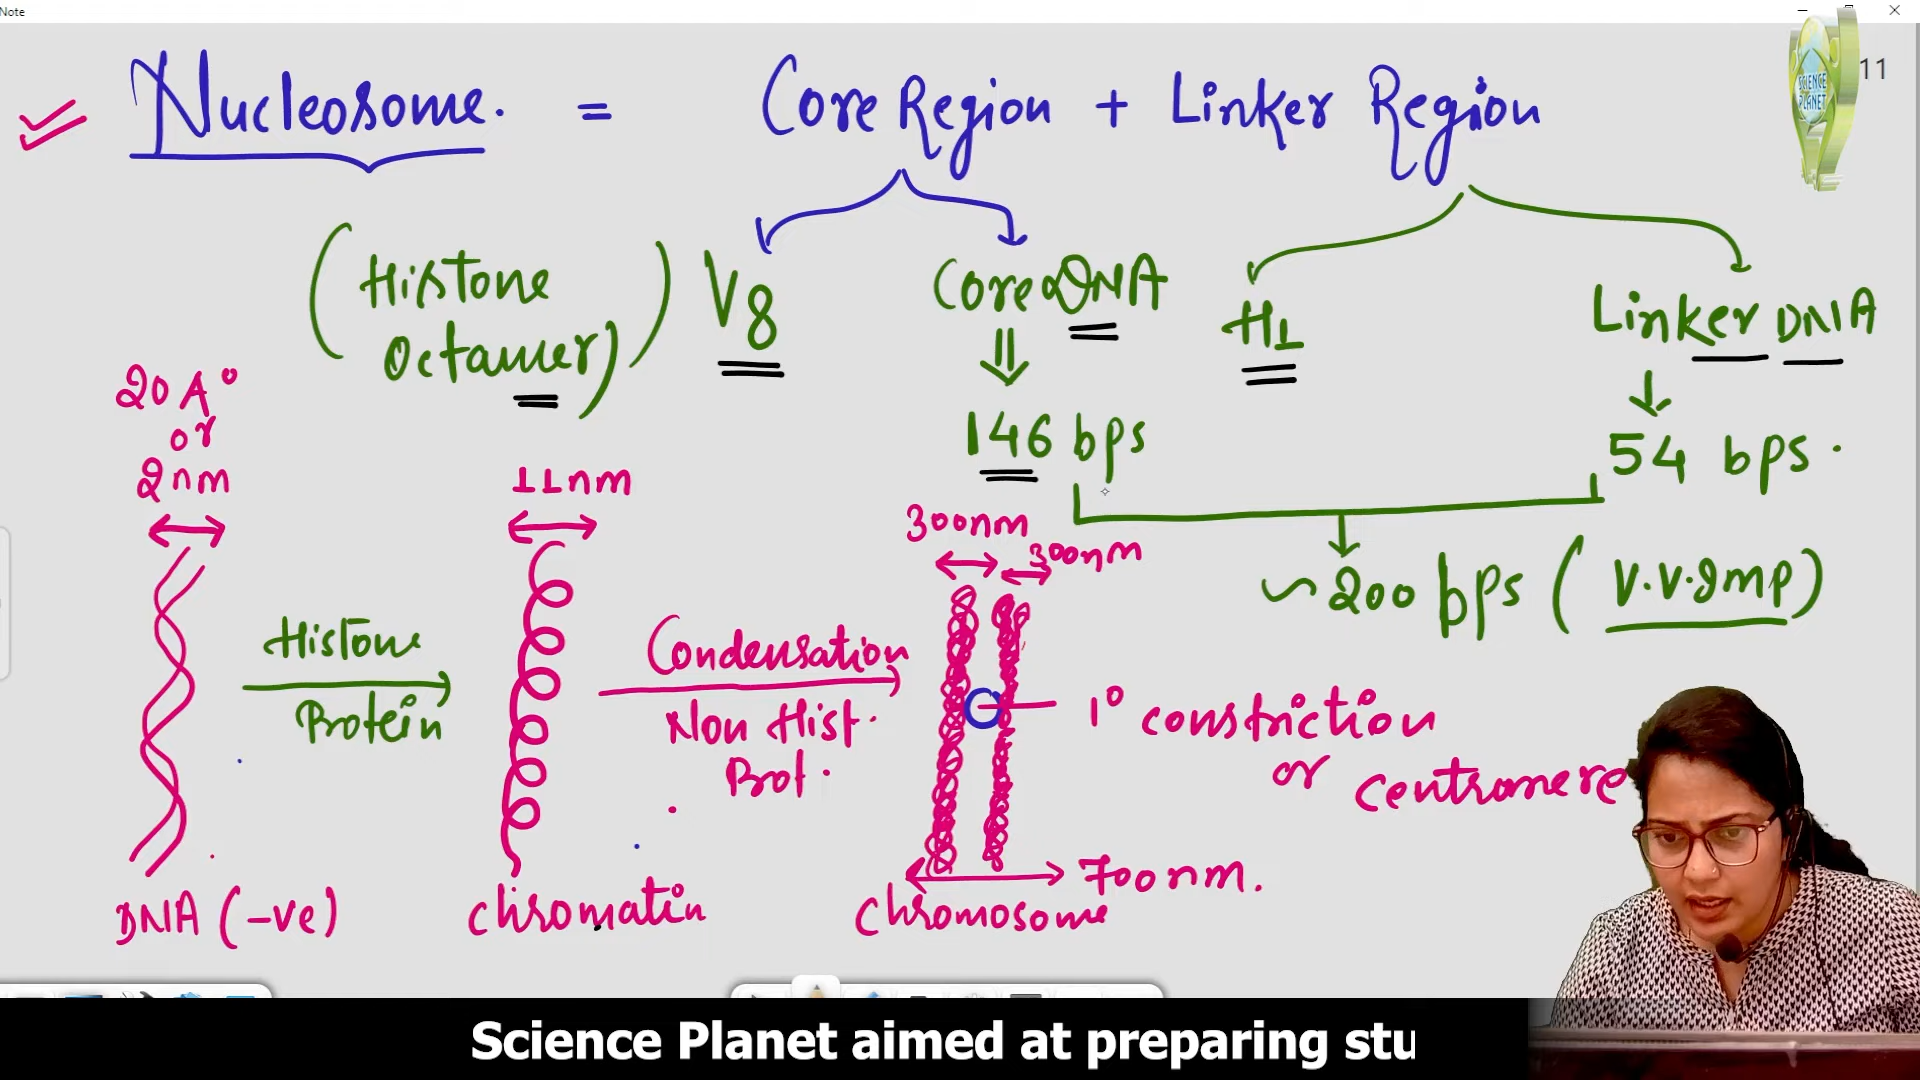 Note
11
SCIENCE PLANET
Nucleosome. = Core Region + Linker Region
(Histone Octamer) V8
Core DNA
H1
Linker DNA
146 bps
54 bps.
~200 bps (V.V.Imp)
20 A°
or
2nm
11nm
300nm
300nm
Histone
Protein
Condensation
Non Hist.
Prot.
1° constriction
or centromere
700nm.
DNA (-ve)
chromatin
Chromosome
Science Planet aimed at preparing stu